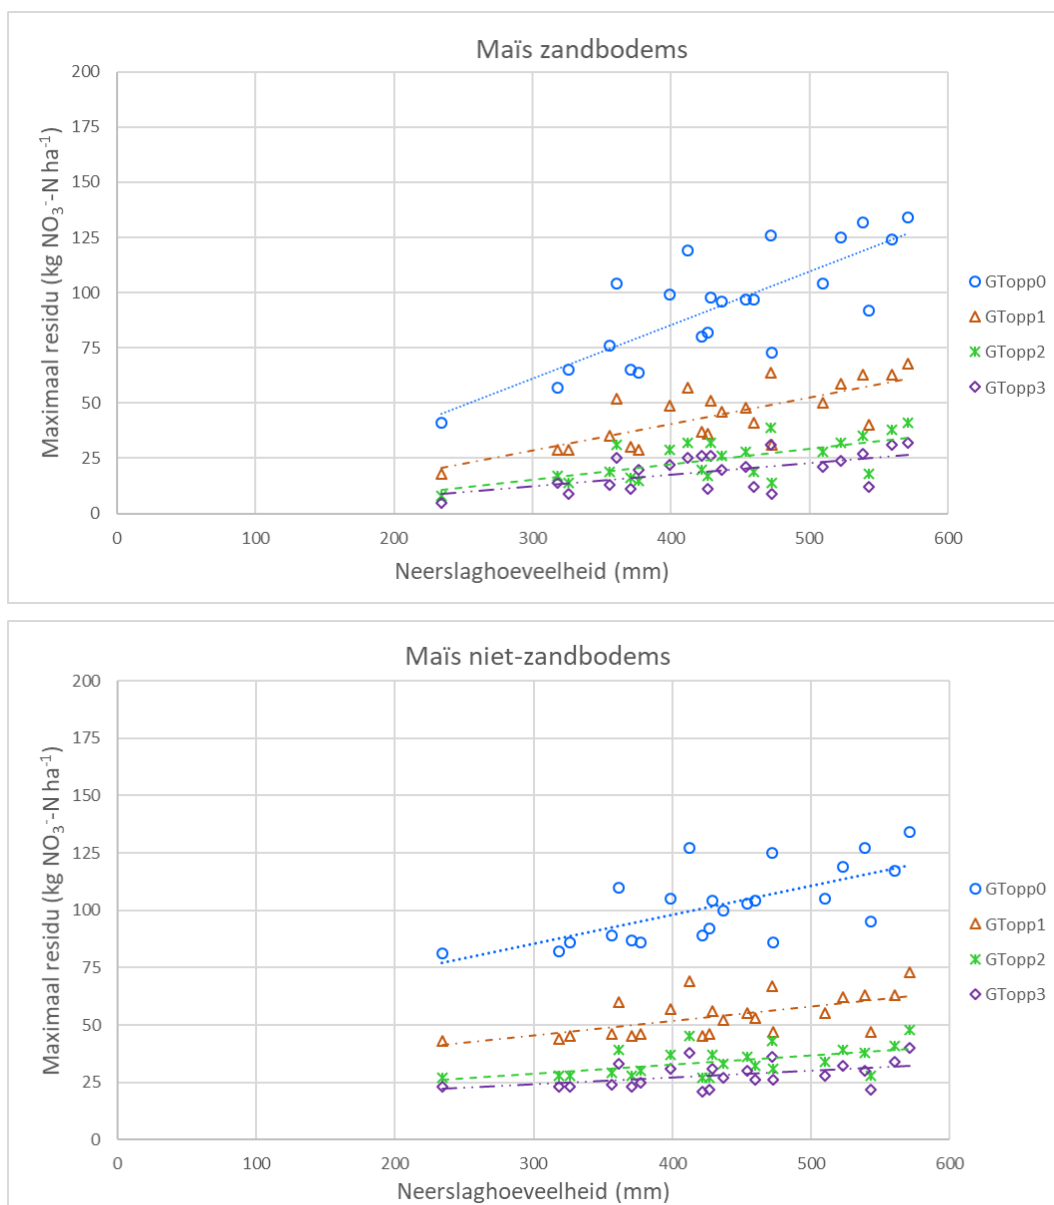 Maïs zandbodems
Maximaal residu (kg NO₃⁻-N ha⁻¹)
200
175
150
125
100
75
50
25
0
0 100 200 300 400 500 600
Neerslaghoeveelheid (mm)
GTopp0
GTopp1
GTopp2
GTopp3
Maïs niet-zandbodems
Maximaal residu (kg NO₃⁻-N ha⁻¹)
200
175
150
125
100
75
50
25
0
0 100 200 300 400 500 600
Neerslaghoeveelheid (mm)
GTopp0
GTopp1
GTopp2
GTopp3